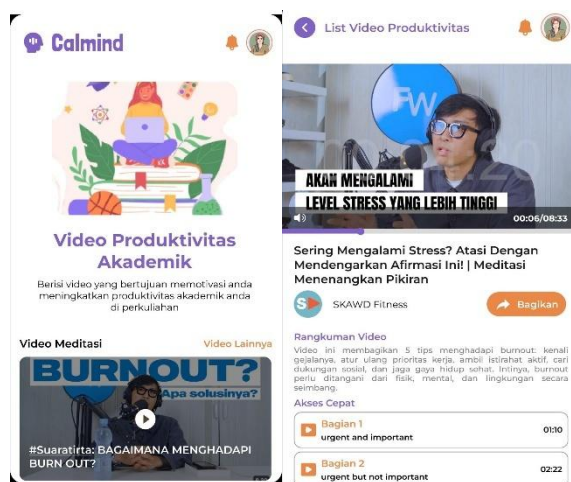 Calmind
Video Produktivitas
Akademik
Berisi video yang bertujuan memotivasi anda
meningkatkan produktivitas akademik anda
di perkuliahan
Video Meditasi
Video Lainnya
BURNOUT?
Apa solusinya?
#Suaratirta: BAGAIMANA MENGHADAPI
BURN OUT?
List Video Produktivitas
FW
AKAN MENGALAMI
LEVEL STRESS YANG LEBIH TINGGI
00:06/08:33
Sering Mengalami Stress? Atasi Dengan
Mendengarkan Afirmasi Ini! | Meditasi
Menenangkan Pikiran
SKAWD Fitness
Bagikan
Rangkuman Video
Video ini membagikan 5 tips menghadapi burnout: kenali
gejalanya, atur ulang prioritas kerja, ambil istirahat aktif, cari
dukungan sosial, dan jaga gaya hidup sehat. Intinya, burnout
perlu ditangani dari fisik, mental, dan lingkungan secara
seimbang.
Akses Cepat
Bagian 1
urgent and important
01:10
Bagian 2
urgent but not important
02:22